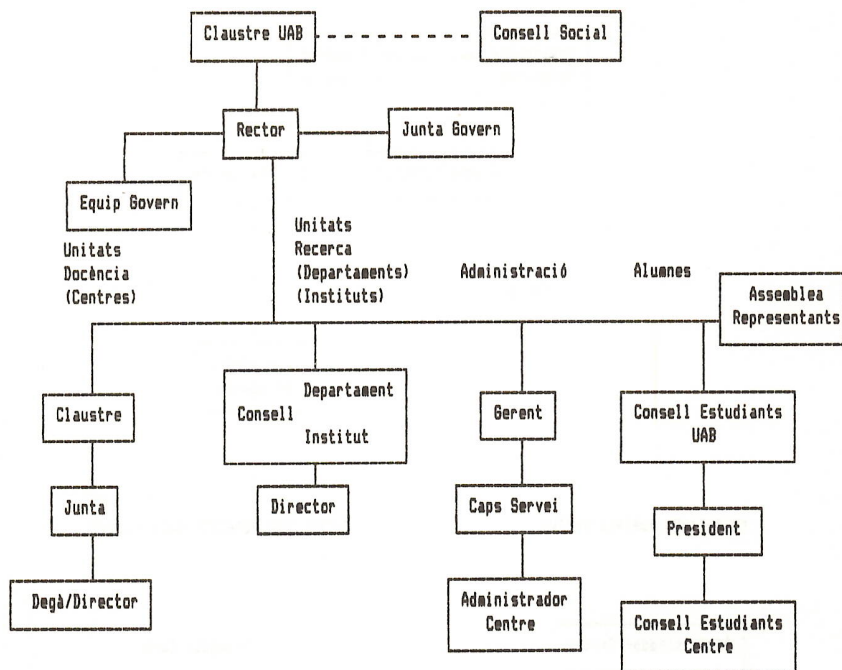 Claustre UAB
Consell Social
Rector
Junta Govern
Equip Govern
Unitats
Docència
(Centres)
Unitats
Recerca
(Departaments)
(Instituts)
Administració
Alumnes
Assemblea
Representants
Claustre
Departament
Consell
Institut
Gerent
Consell Estudiants
UAB
Junta
Director
Caps Servei
President
Degà/Director
Administrador
Centre
Consell Estudiants
Centre